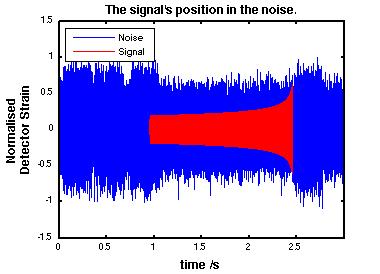 The signal's position in the noise.
1.5
1
0.5
0
-0.5
-1
-1.5
Normalised
Detector Strain
Noise
Signal
0 0.5 1 1.5 2 2.5
time /s